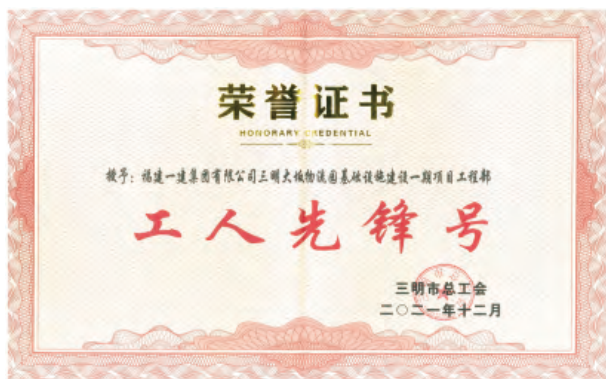 荣誉证书
HONORARY CREDENTIAL
授予：福建一建集团有限公司三明大坂物流园基础设施建设一期项目工程部
工人先锋号
三明市总工会
二〇二一年十二月